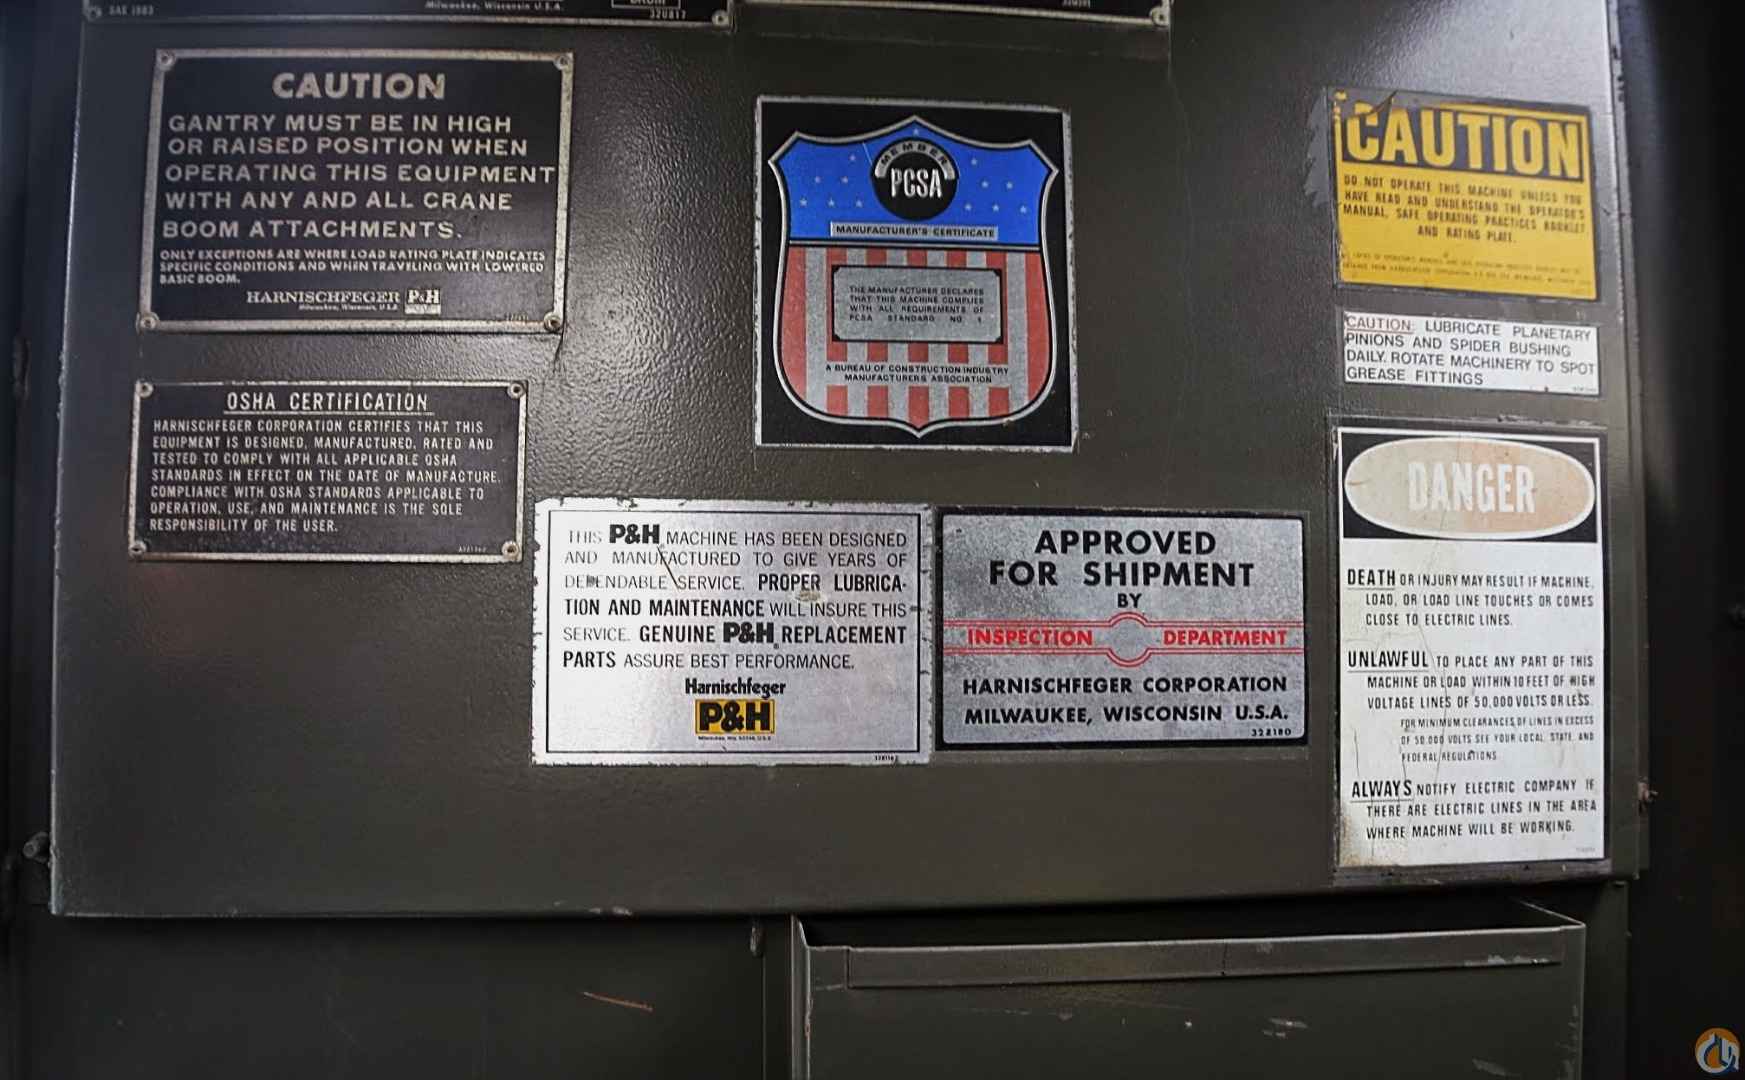 SAE 1983
Milwaukee, Wisconsin U.S.A.
320817
CAUTION
GANTRY MUST BE IN HIGH
OR RAISED POSITION WHEN
OPERATING THIS EQUIPMENT
WITH ANY AND ALL CRANE
BOOM ATTACHMENTS.
ONLY EXCEPTIONS ARE WHERE LOAD RATING PLATE INDICATES
SPECIFIC CONDITIONS AND WHEN TRAVELING WITH LOWERED
BASIC BOOM.
HARNISCHFEGER P&H
Milwaukee, Wisconsin, U.S.A.
OSHA CERTIFICATION
HARNISCHFEGER CORPORATION CERTIFIES THAT THIS
EQUIPMENT IS DESIGNED, MANUFACTURED, RATED AND
TESTED TO COMPLY WITH ALL APPLICABLE OSHA
STANDARDS IN EFFECT ON THE DATE OF MANUFACTURE.
COMPLIANCE WITH OSHA STANDARDS APPLICABLE TO
OPERATION, USE, AND MAINTENANCE IS THE SOLE
RESPONSIBILITY OF THE USER.
MEMBER
PCSA
MANUFACTURER'S CERTIFICATE
THE MANUFACTURER DECLARES
THAT THIS MACHINE COMPLIES
WITH ALL REQUIREMENTS OF
PCSA STANDARD NO. 1
A BUREAU OF CONSTRUCTION INDUSTRY
MANUFACTURERS ASSOCIATION
THIS P&H MACHINE HAS BEEN DESIGNED
AND MANUFACTURED TO GIVE YEARS OF
DEPENDABLE SERVICE. PROPER LUBRICA-
TION AND MAINTENANCE WILL INSURE THIS
SERVICE. GENUINE P&H REPLACEMENT
PARTS ASSURE BEST PERFORMANCE.
Harnischfeger
P&H
APPROVED
FOR SHIPMENT
BY
INSPECTION DEPARTMENT
HARNISCHFEGER CORPORATION
MILWAUKEE, WISCONSIN U.S.A.
322180
CAUTION
DO NOT OPERATE THIS MACHINE UNLESS YOU
HAVE READ AND UNDERSTAND THE OPERATOR'S
MANUAL, SAFE OPERATING PRACTICES BOOKLET
AND RATING PLATE.
CAUTION: LUBRICATE PLANETARY
PINIONS AND SPIDER BUSHING
DAILY. ROTATE MACHINERY TO SPOT
GREASE FITTINGS
DANGER
DEATH OR INJURY MAY RESULT IF MACHINE,
LOAD, OR LOAD LINE TOUCHES OR COMES
CLOSE TO ELECTRIC LINES.
UNLAWFUL TO PLACE ANY PART OF THIS
MACHINE OR LOAD WITHIN 10 FEET OF HIGH
VOLTAGE LINES OF 50,000 VOLTS OR LESS.
FOR MINIMUM CLEARANCES OF LINES IN EXCESS
OF 50,000 VOLTS SEE YOUR LOCAL, STATE, AND
FEDERAL REGULATIONS.
ALWAYS NOTIFY ELECTRIC COMPANY IF
THERE ARE ELECTRIC LINES IN THE AREA
WHERE MACHINE WILL BE WORKING.